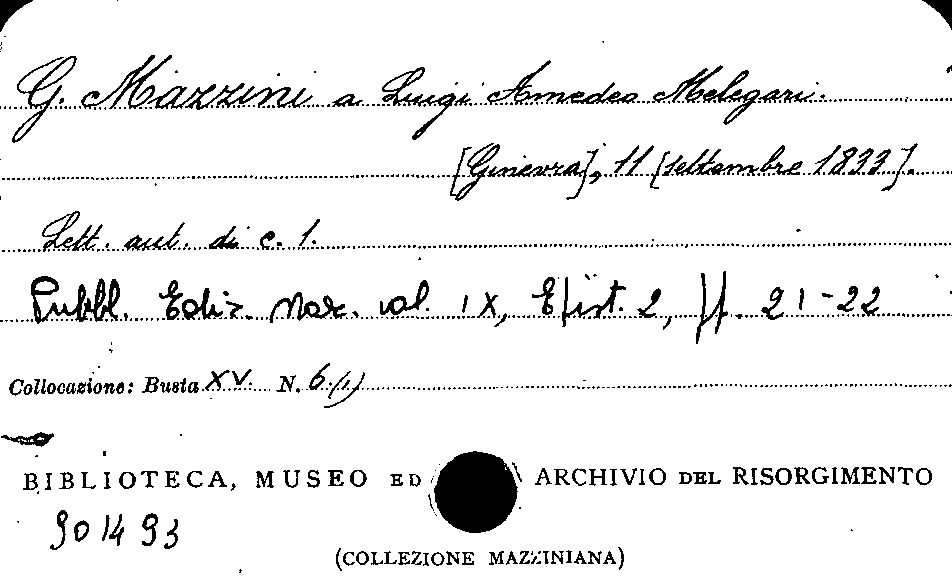 G. Mazzini a Luigi Amedeo Melegari.
[Ginevra], 11 [settembre 1833].
Lett. aut. di c. 1.
Pubbl. Ediz. Naz. vol. IX, Epist. 2, pp. 21-22
Collocazione: Busta XV. N. 6.(1)
BIBLIOTECA, MUSEO ED ARCHIVIO DEL RISORGIMENTO
901493
(COLLEZIONE MAZZINIANA)